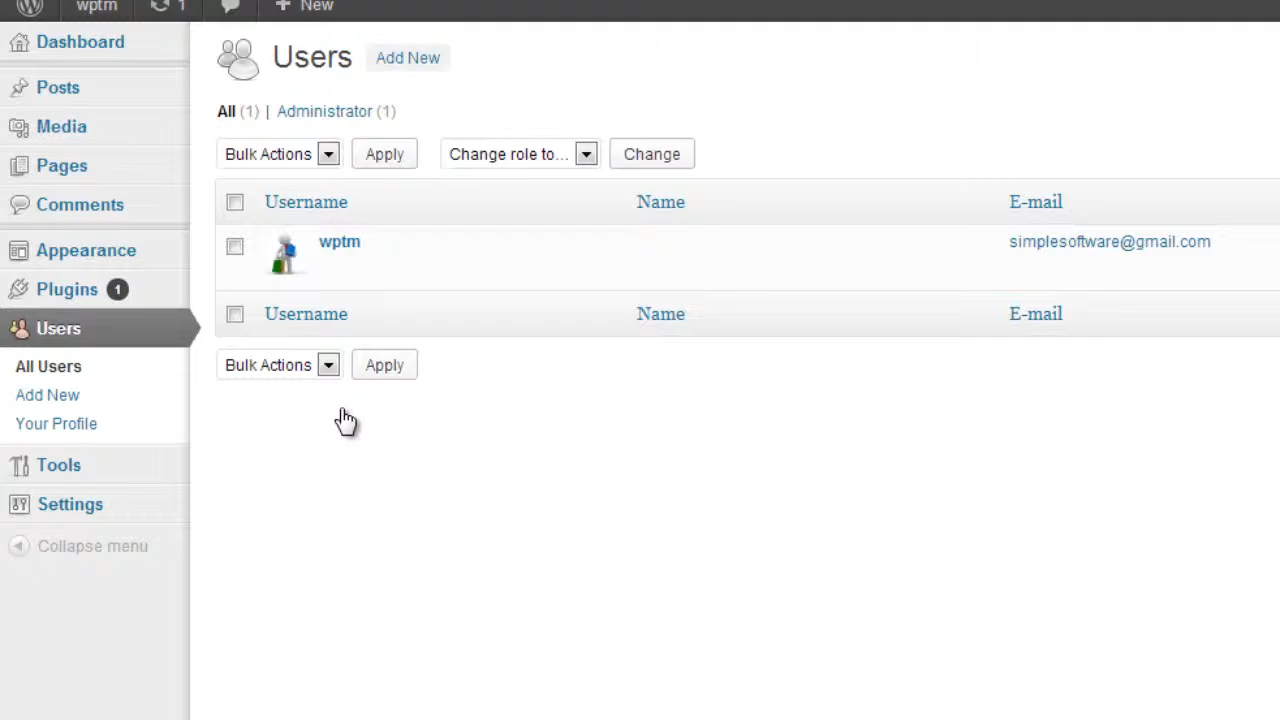 wptm 1 New
Dashboard
Posts
Media
Pages
Comments
Appearance
Plugins 1
Users
All Users
Add New
Your Profile
Tools
Settings
Collapse menu
Users Add New
All (1) | Administrator (1)
Bulk Actions Apply Change role to... Change
Username Name E-mail
wptm simplesoftware@gmail.com
Username Name E-mail
Bulk Actions Apply